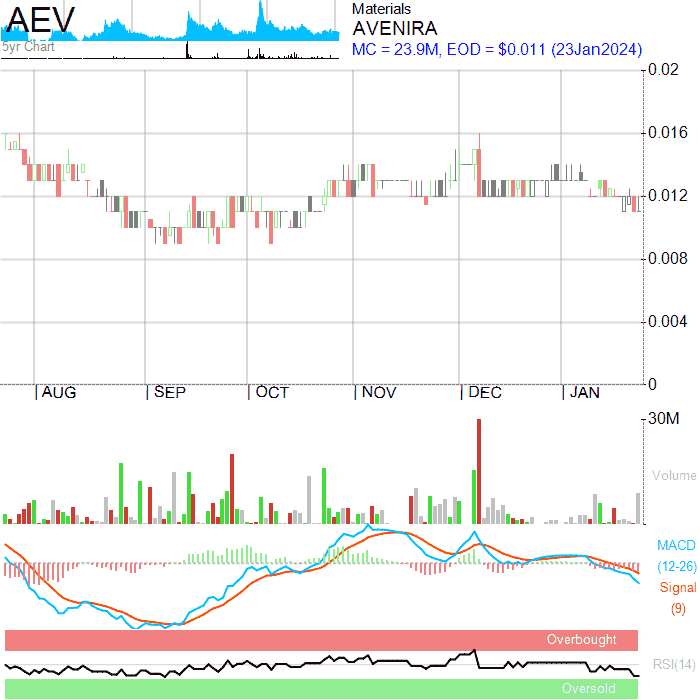 AEV
5yr Chart
Materials
AVENIRA
MC = 23.9M, EOD = $0.011 (23Jan2024)
0.02
0.016
0.012
0.008
0.004
0
AUG SEP OCT NOV DEC JAN
30M
Volume
MACD
(12-26)
Signal
(9)
Overbought
RSI(14)
Oversold